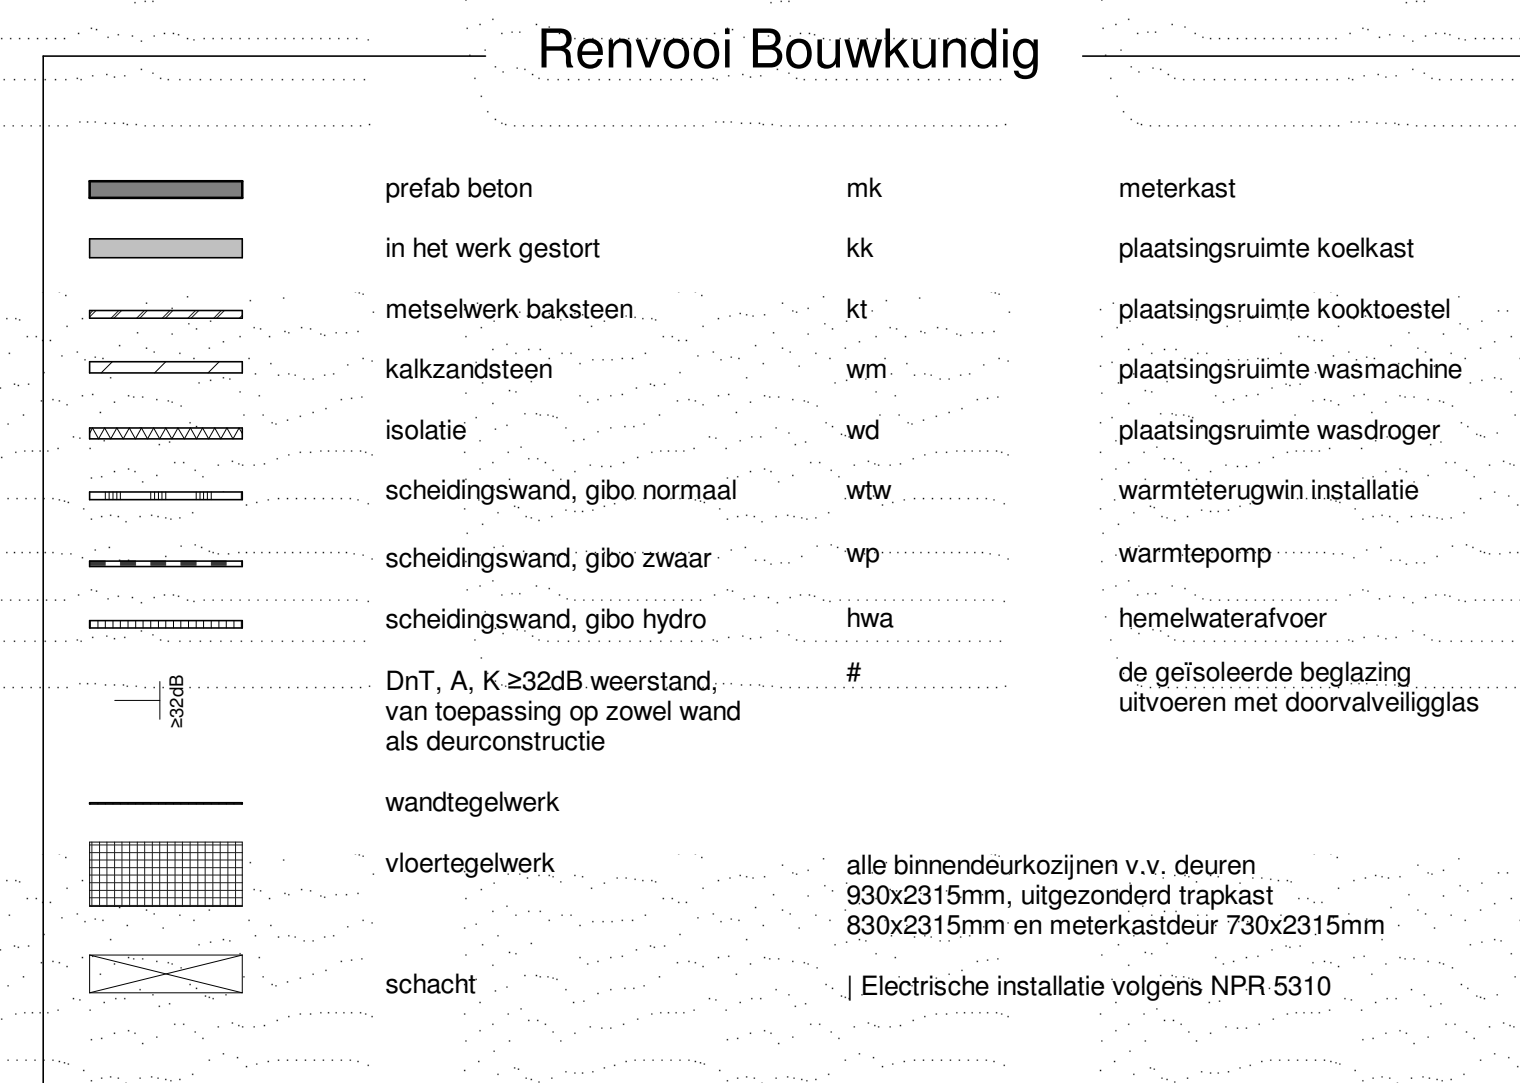 Renvooi Bouwkundig
prefab beton
in het werk gestort
metselwerk baksteen
kalkzandsteen
isolatie
scheidingswand, gibo normaal
scheidingswand, gibo zwaar
scheidingswand, gibo hydro
≥32dB
DnT, A, K ≥32dB weerstand,
van toepassing op zowel wand
als deurconstructie
wandtegelwerk
vloertegelwerk
schacht
mk meterkast
kk plaatsingsruimte koelkast
kt plaatsingsruimte kooktoestel
wm plaatsingsruimte wasmachine
wd plaatsingsruimte wasdroger
wtw warmteterugwin installatie
wp warmtepomp
hwa hemelwaterafvoer
# de geïsoleerde beglazing
uitvoeren met doorvalveiligglas
alle binnendeurkozijnen v.v. deuren
930x2315mm, uitgezonderd trapkast
830x2315mm en meterkastdeur 730x2315mm
| Electrische installatie volgens NPR 5310